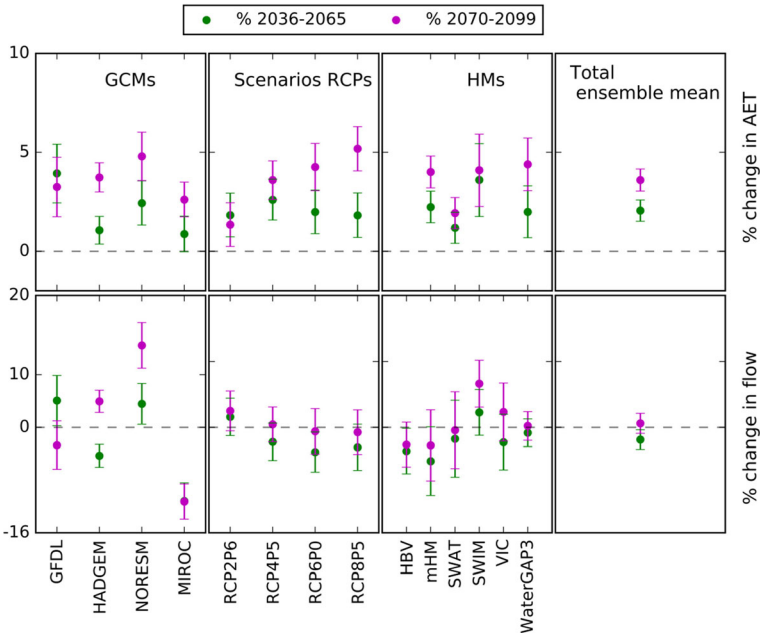 % 2036-2065 % 2070-2099
10
5
0
GCMs
Scenarios RCPs
HMs
Total
ensemble mean
% change in AET
20
10
0
-16
% change in flow
GFDL
HADGEM
NORESM
MIROC
RCP2P6
RCP4P5
RCP6P0
RCP8P5
HBV
mHM
SWAT
SWIM
VIC
WaterGAP3